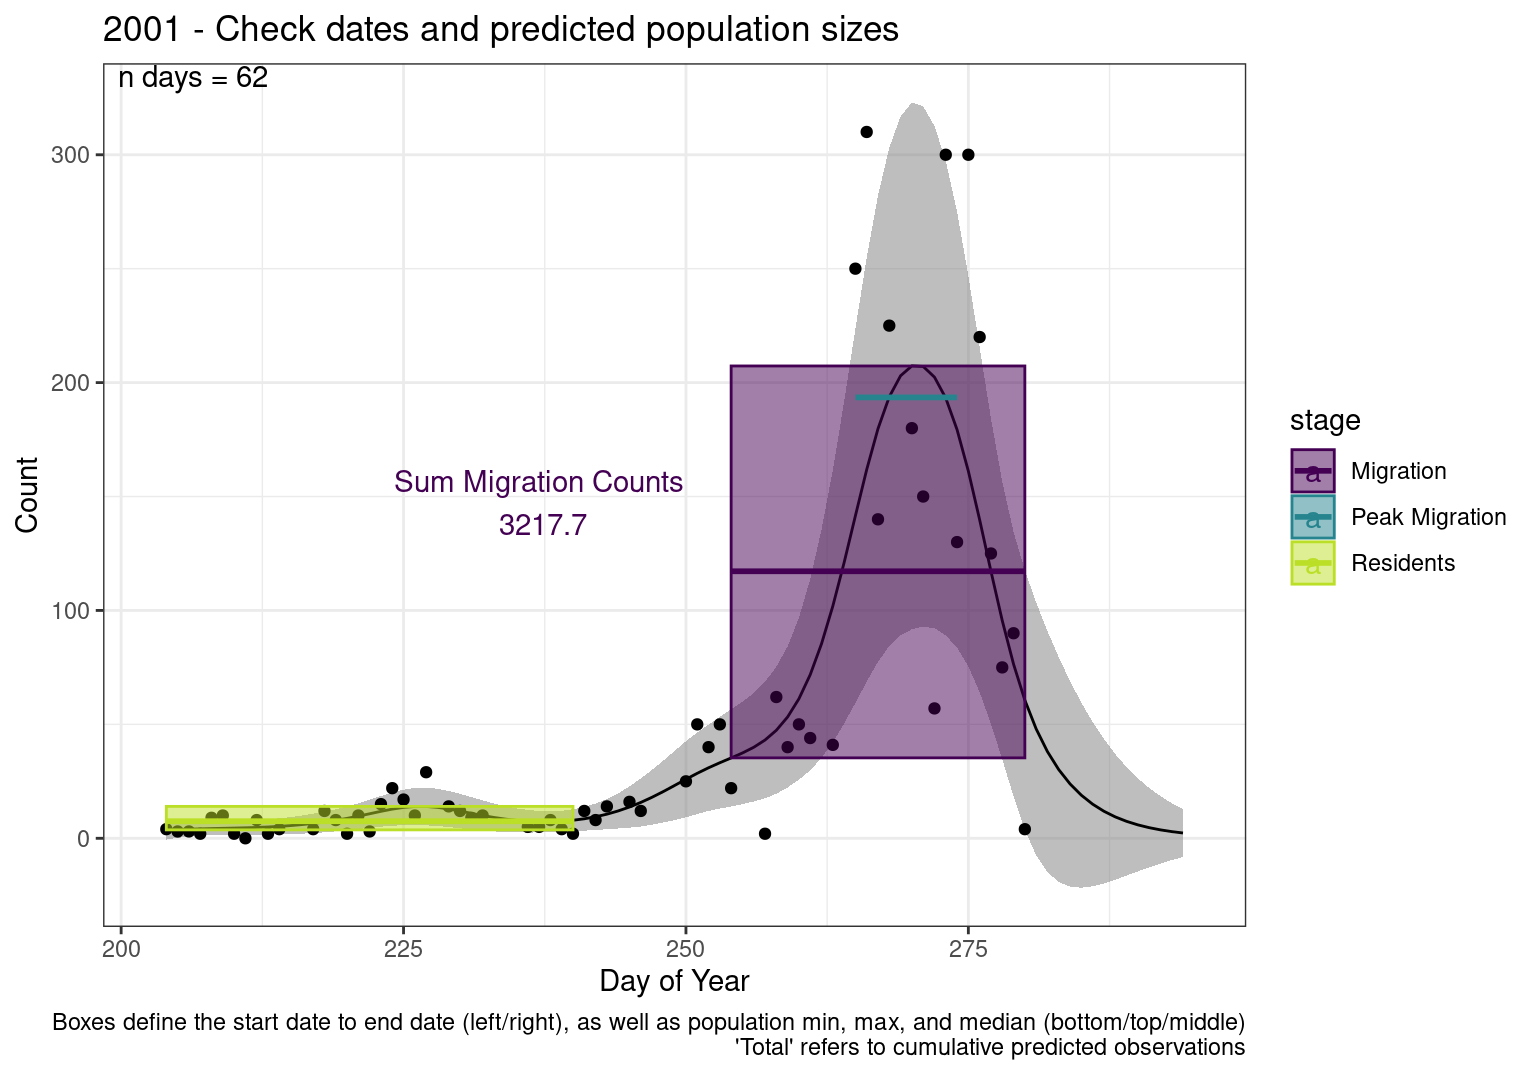 2001 - Check dates and predicted population sizes
n days = 62
300
200
100
0
Count
Sum Migration Counts
3217.7
200
225
250
275
Day of Year
stage
a Migration
a Peak Migration
a Residents
Boxes define the start date to end date (left/right), as well as population min, max, and median (bottom/top/middle)
'Total' refers to cumulative predicted observations